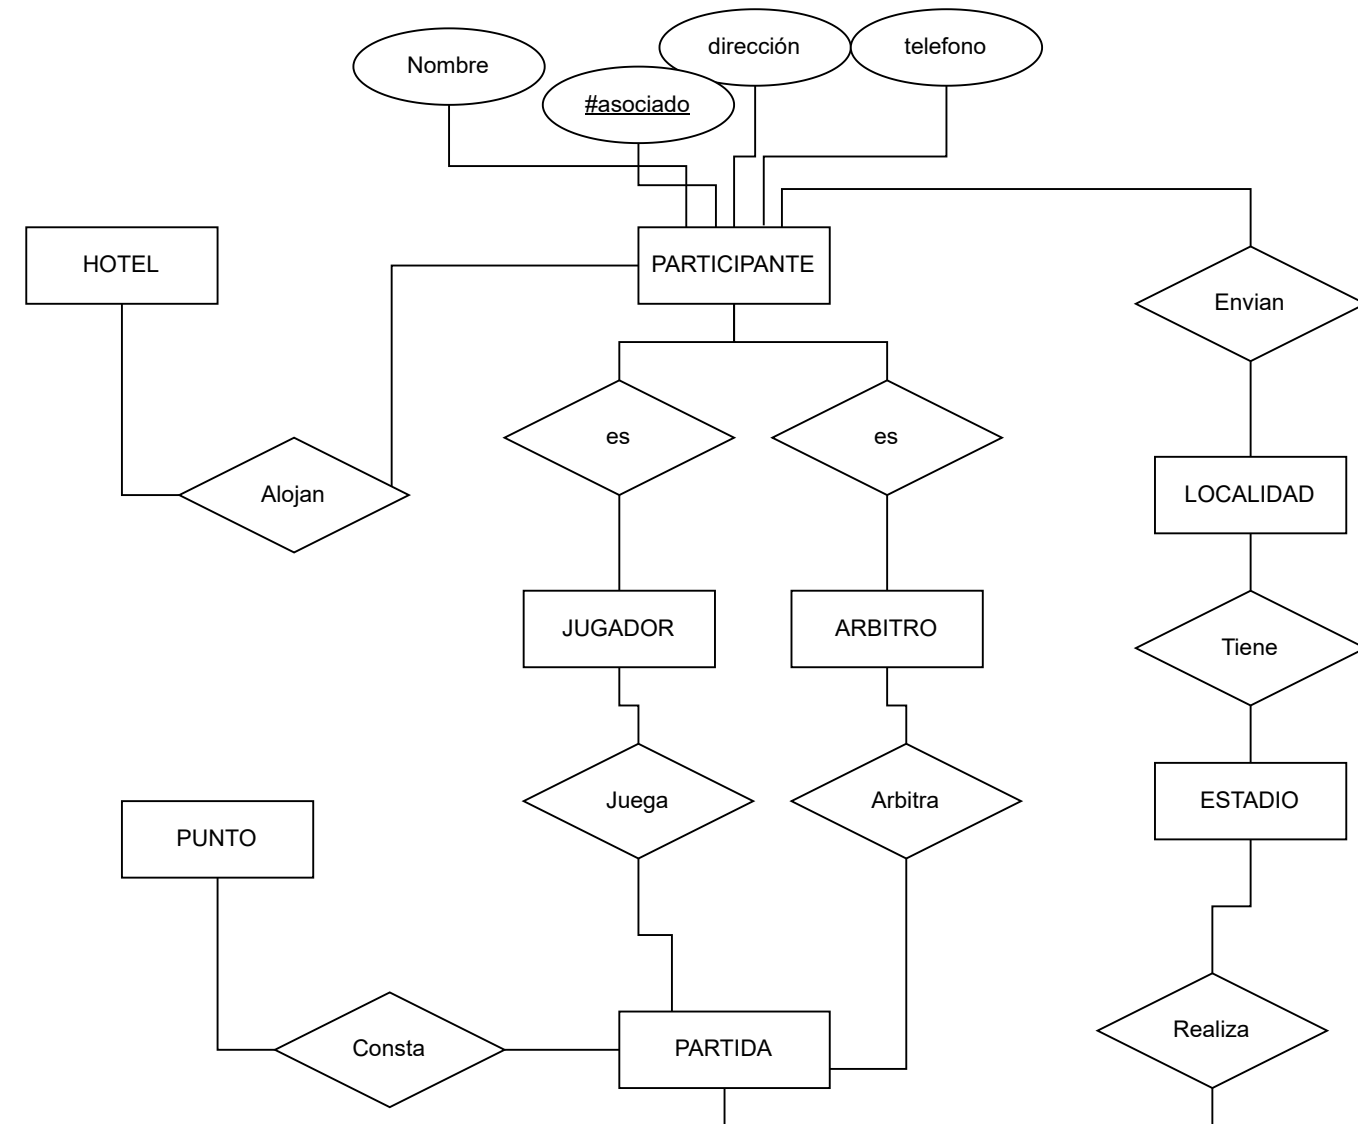 Nombre
#asociado
dirección
telefono
HOTEL
PARTICIPANTE
Envian
Alojan
es
es
LOCALIDAD
JUGADOR
ARBITRO
Tiene
PUNTO
Juega
Arbitra
ESTADIO
Consta
PARTIDA
Realiza